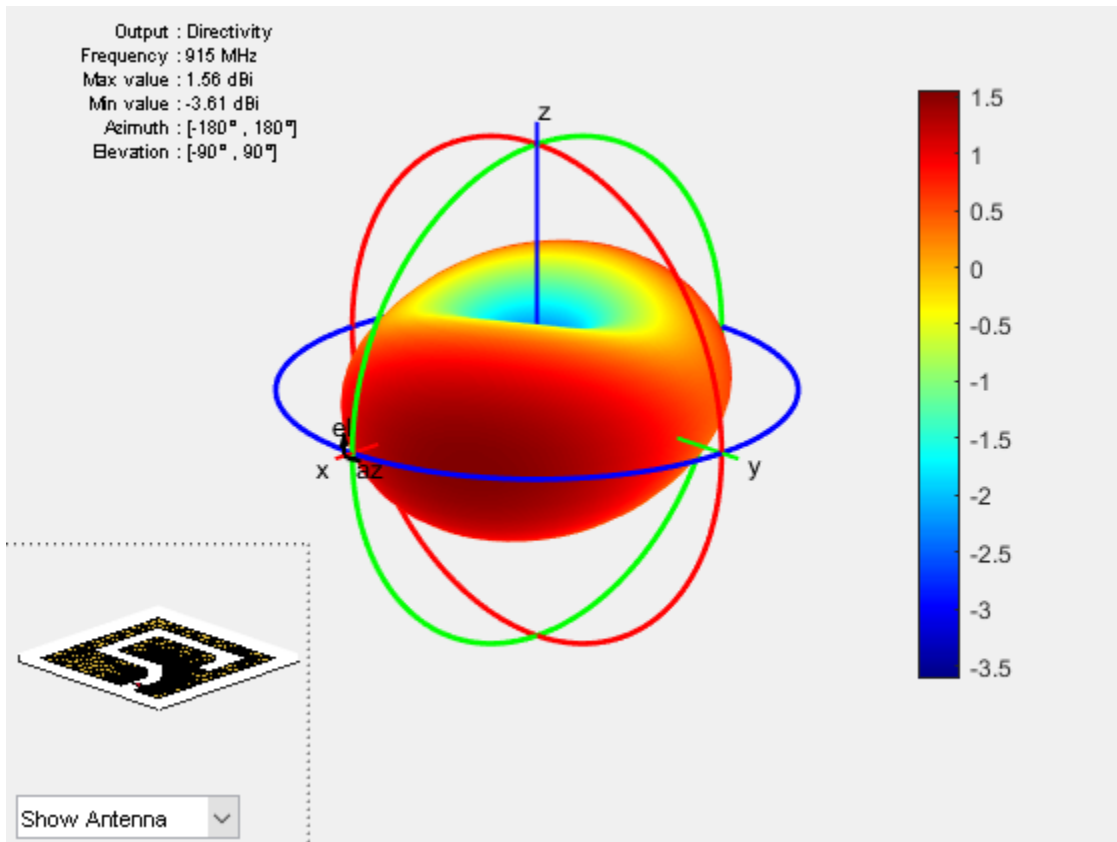 Output : Directivity
Frequency : 915 MHz
Max value : 1.56 dBi
Min value : -3.61 dBi
Azimuth : [-180° , 180°]
Elevation : [-90° , 90°]
z
1.5
1
0.5
0
-0.5
-1
-1.5
-2
-2.5
-3
-3.5
el
x
az
y
Show Antenna